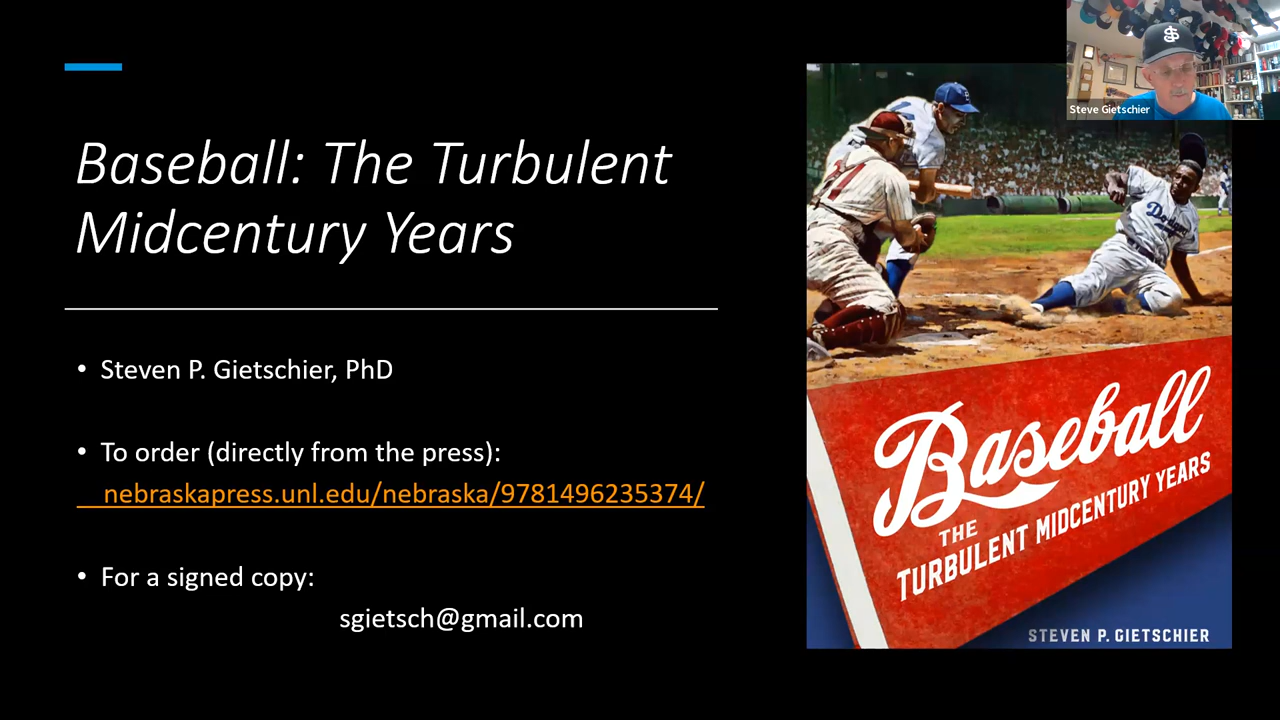 Baseball: The Turbulent
Midcentury Years
Steven P. Gietschier, PhD
To order (directly from the press):
nebraskapress.unl.edu/nebraska/9781496235374/
For a signed copy:
sgietsch@gmail.com
Steve Gietschier
Dodgers
Baseball
THE
TURBULENT MIDCENTURY YEARS
STEVEN P. GIETSCHIER